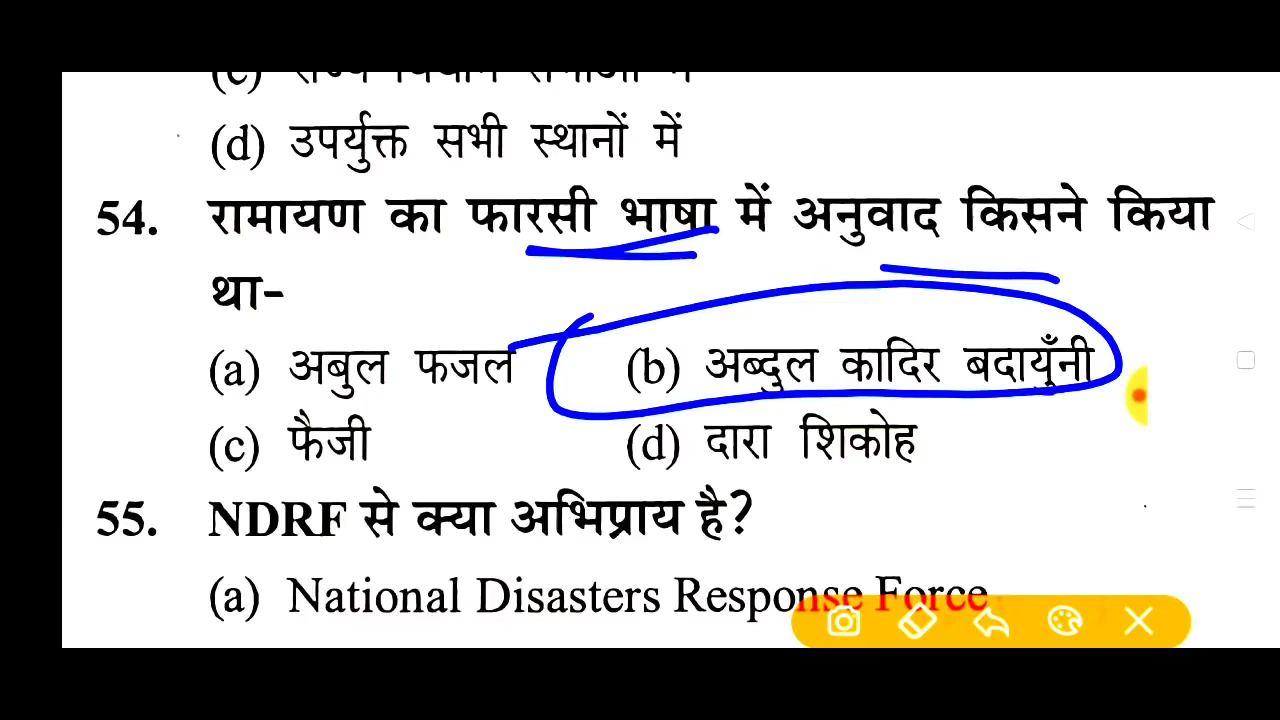 (d) उपर्युक्त सभी स्थानों में
54. रामायण का फारसी भाषा में अनुवाद किसने किया
था-
(a) अबुल फजल (b) अब्दुल कादिर बदायुँनी
(c) फैजी (d) दारा शिकोह
55. NDRF से क्या अभिप्राय है?
(a) National Disasters Response Force